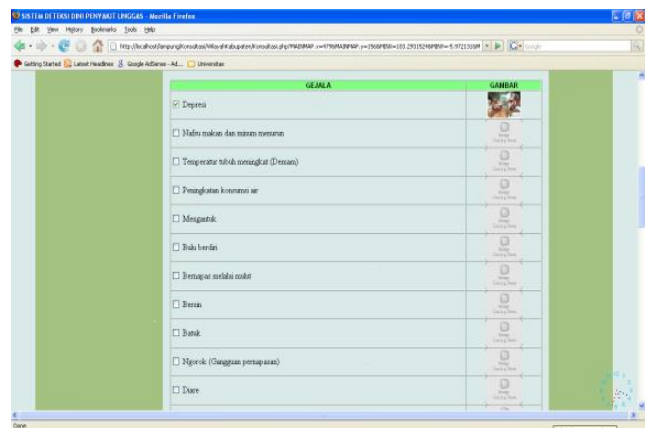 SISTEM DETEKSI DINI PENYAKIT UNGGAS - Mozilla Firefox
File Edit View History Bookmarks Tools Help
Getting Started Latest Headlines Google AdSense - Ad... Universitas
GEJALA GAMBAR
Depresi
Nafsu makan dan minum menurun
Temperatur tubuh meningkat (Demam)
Peningkatan konsumsi air
Mengantuk
Bulu berdiri
Bernapas melalui mulut
Bersin
Batuk
Ngorok (Gangguan pernapasan)
Diare
Done